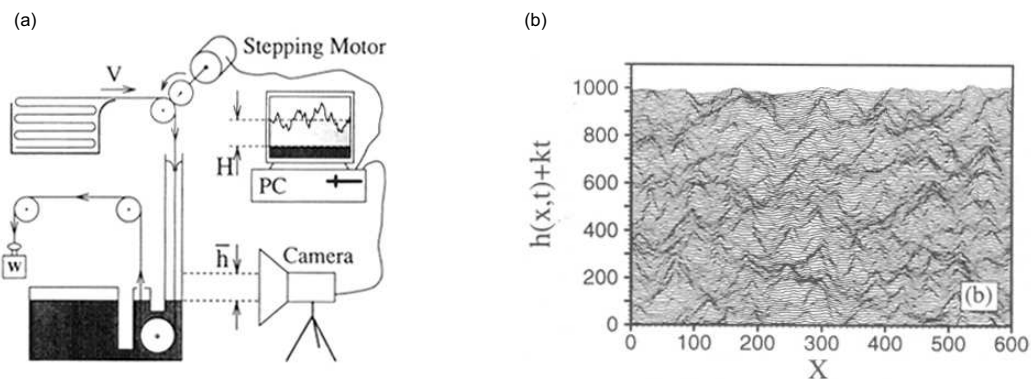 (a)
Stepping Motor
V
H
PC
W
h̅
Camera
(b)
h(x,t)+kt
1000
800
600
400
200
0
(b)
0 100 200 300 400 500 600
X